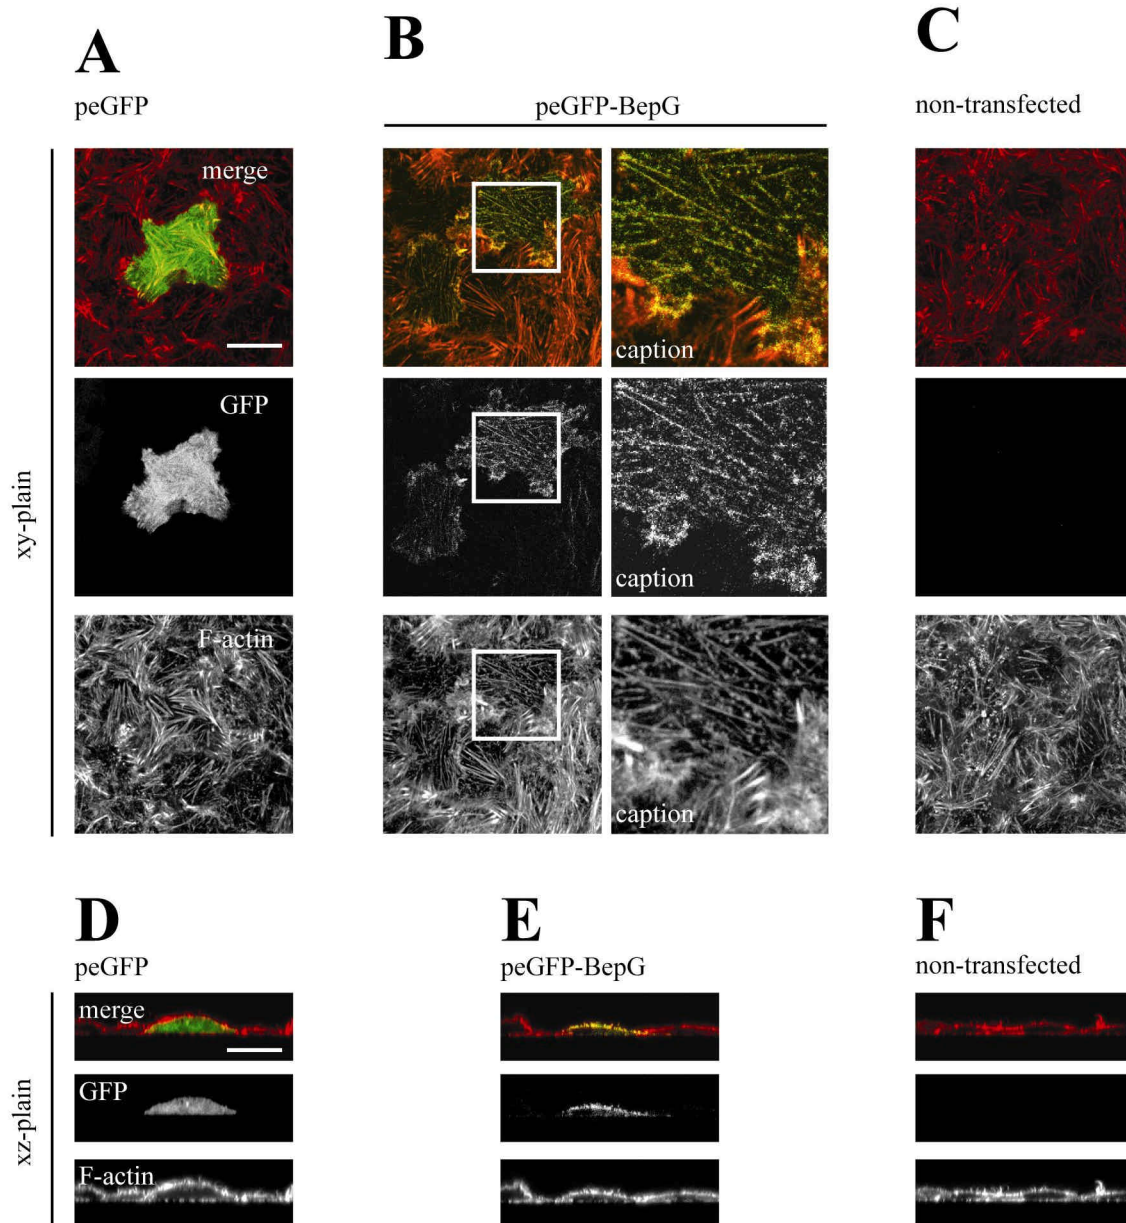 A
B
C
peGFP
peGFP-BepG
non-transfected
merge
caption
GFP
caption
xy-plain
F-actin
caption
D
E
F
peGFP
peGFP-BepG
non-transfected
merge
GFP
xz-plain
F-actin